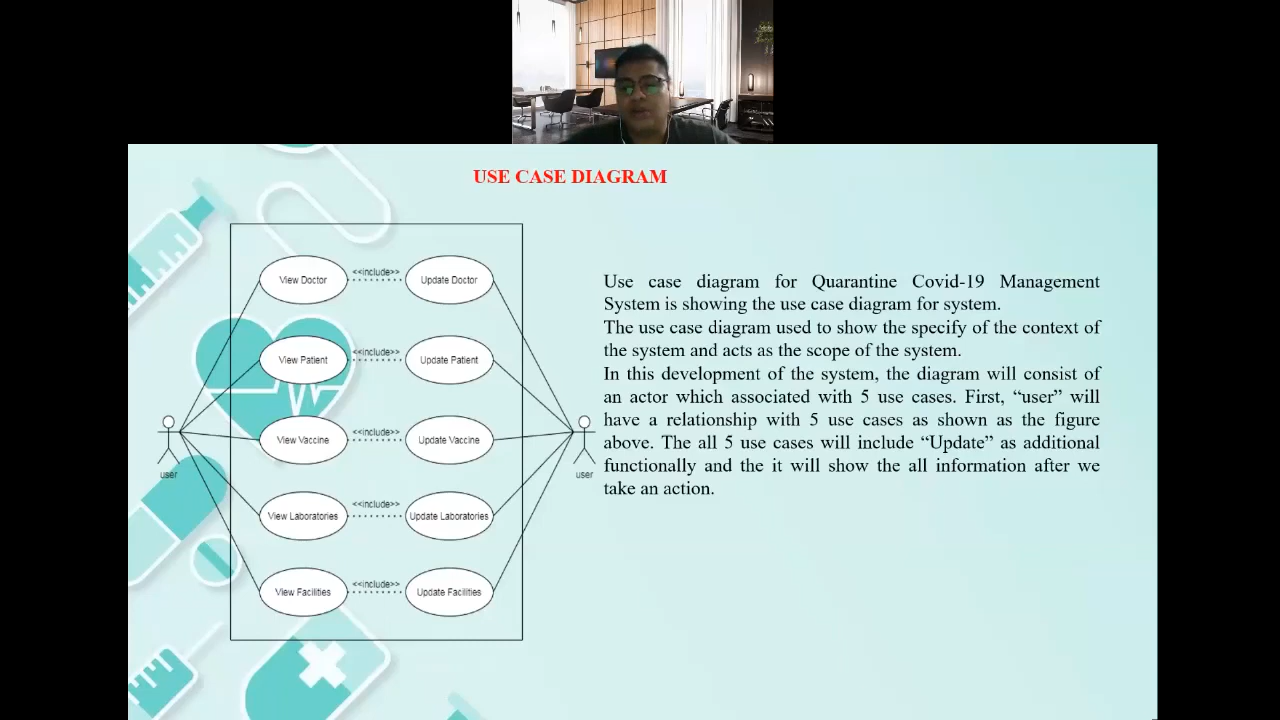 USE CASE DIAGRAM
View Doctor
<<include>>
Update Doctor
View Patient
<<include>>
Update Patient
View Vaccine
<<include>>
Update Vaccine
user
user
View Laboratories
<<include>>
Update Laboratories
View Facilities
<<include>>
Update Facilities
Use case diagram for Quarantine Covid-19 Management
System is showing the use case diagram for system.
The use case diagram used to show the specify of the context of
the system and acts as the scope of the system.
In this development of the system, the diagram will consist of
an actor which associated with 5 use cases. First, “user” will
have a relationship with 5 use cases as shown as the figure
above. The all 5 use cases will include “Update” as additional
functionally and the it will show the all information after we
take an action.